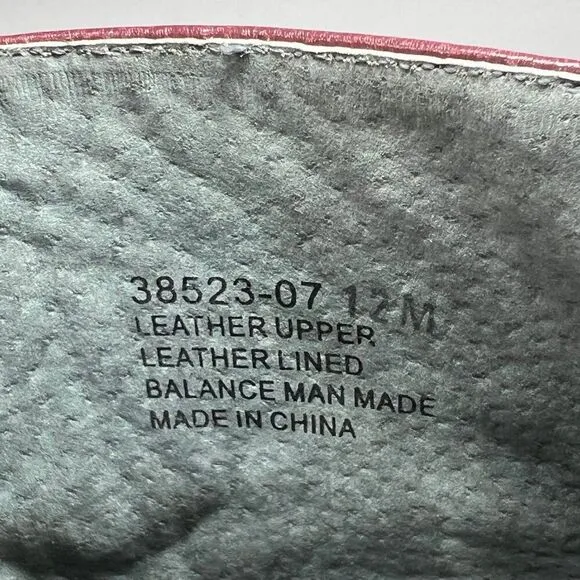 38523-07 12M
LEATHER UPPER
LEATHER LINED
BALANCE MAN MADE
MADE IN CHINA